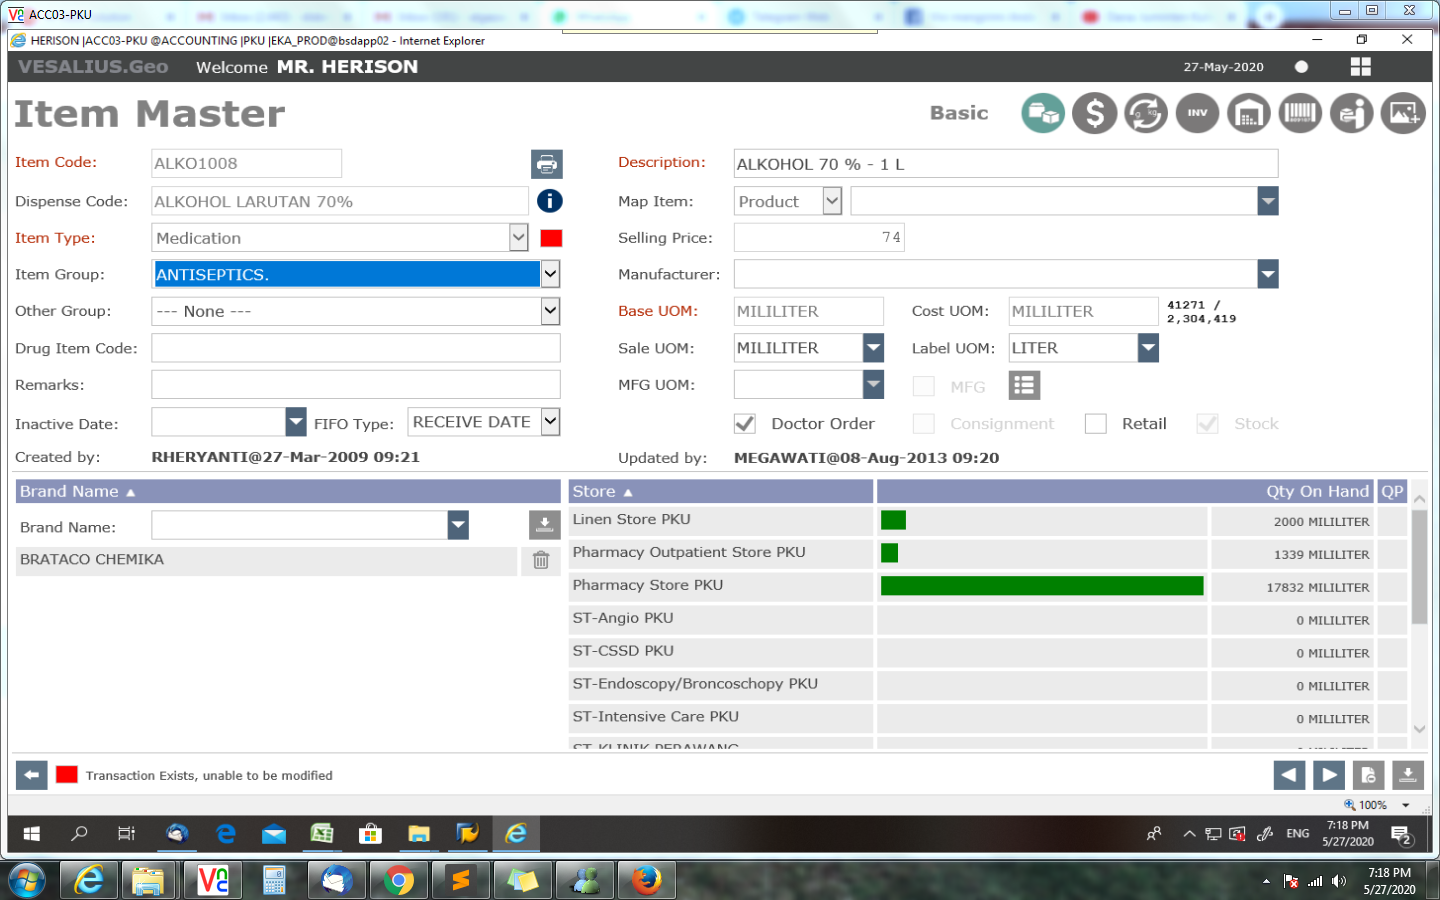 ACC03-PKU
HERISON |ACC03-PKU @ACCOUNTING |PKU |EKA_PROD@bsdapp02 - Internet Explorer
VESALIUS.Geo Welcome MR. HERISON 27-May-2020
Item Master Basic
INV
Item Code: ALKO1008 Description: ALKOHOL 70 % - 1 L
Dispense Code: ALKOHOL LARUTAN 70% Map Item: Product
Item Type: Medication Selling Price: 74
Item Group: ANTISEPTICS. Manufacturer:
Other Group: --- None --- Base UOM: MILILITER Cost UOM: MILILITER 41271 /
2,304,419
Drug Item Code: Sale UOM: MILILITER Label UOM: LITER
Remarks: MFG UOM: MFG
Inactive Date: FIFO Type: RECEIVE DATE Doctor Order Consignment Retail Stock
Created by: RHERYANTI@27-Mar-2009 09:21 Updated by: MEGAWATI@08-Aug-2013 09:20
Brand Name Store Qty On Hand QP
Brand Name: Linen Store PKU 2000 MILILITER
BRATACO CHEMIKA Pharmacy Outpatient Store PKU 1339 MILILITER
Pharmacy Store PKU 17832 MILILITER
ST-Angio PKU 0 MILILITER
ST-CSSD PKU 0 MILILITER
ST-Endoscopy/Broncoschopy PKU 0 MILILITER
ST-Intensive Care PKU 0 MILILITER
ST-KLINIK PERAWANG
Transaction Exists, unable to be modified
100%
ENG 7:18 PM
5/27/2020
2
7:18 PM
5/27/2020